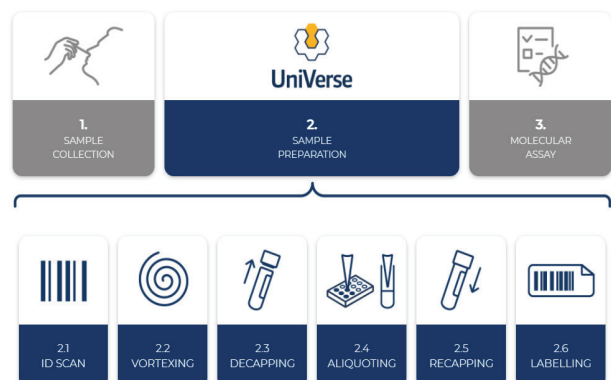 UniVerse
1.
SAMPLE
COLLECTION
2.
SAMPLE
PREPARATION
3.
MOLECULAR
ASSAY
2.1
ID SCAN
2.2
VORTEXING
2.3
DECAPPING
2.4
ALIQUOTING
2.5
RECAPPING
2.6
LABELLING